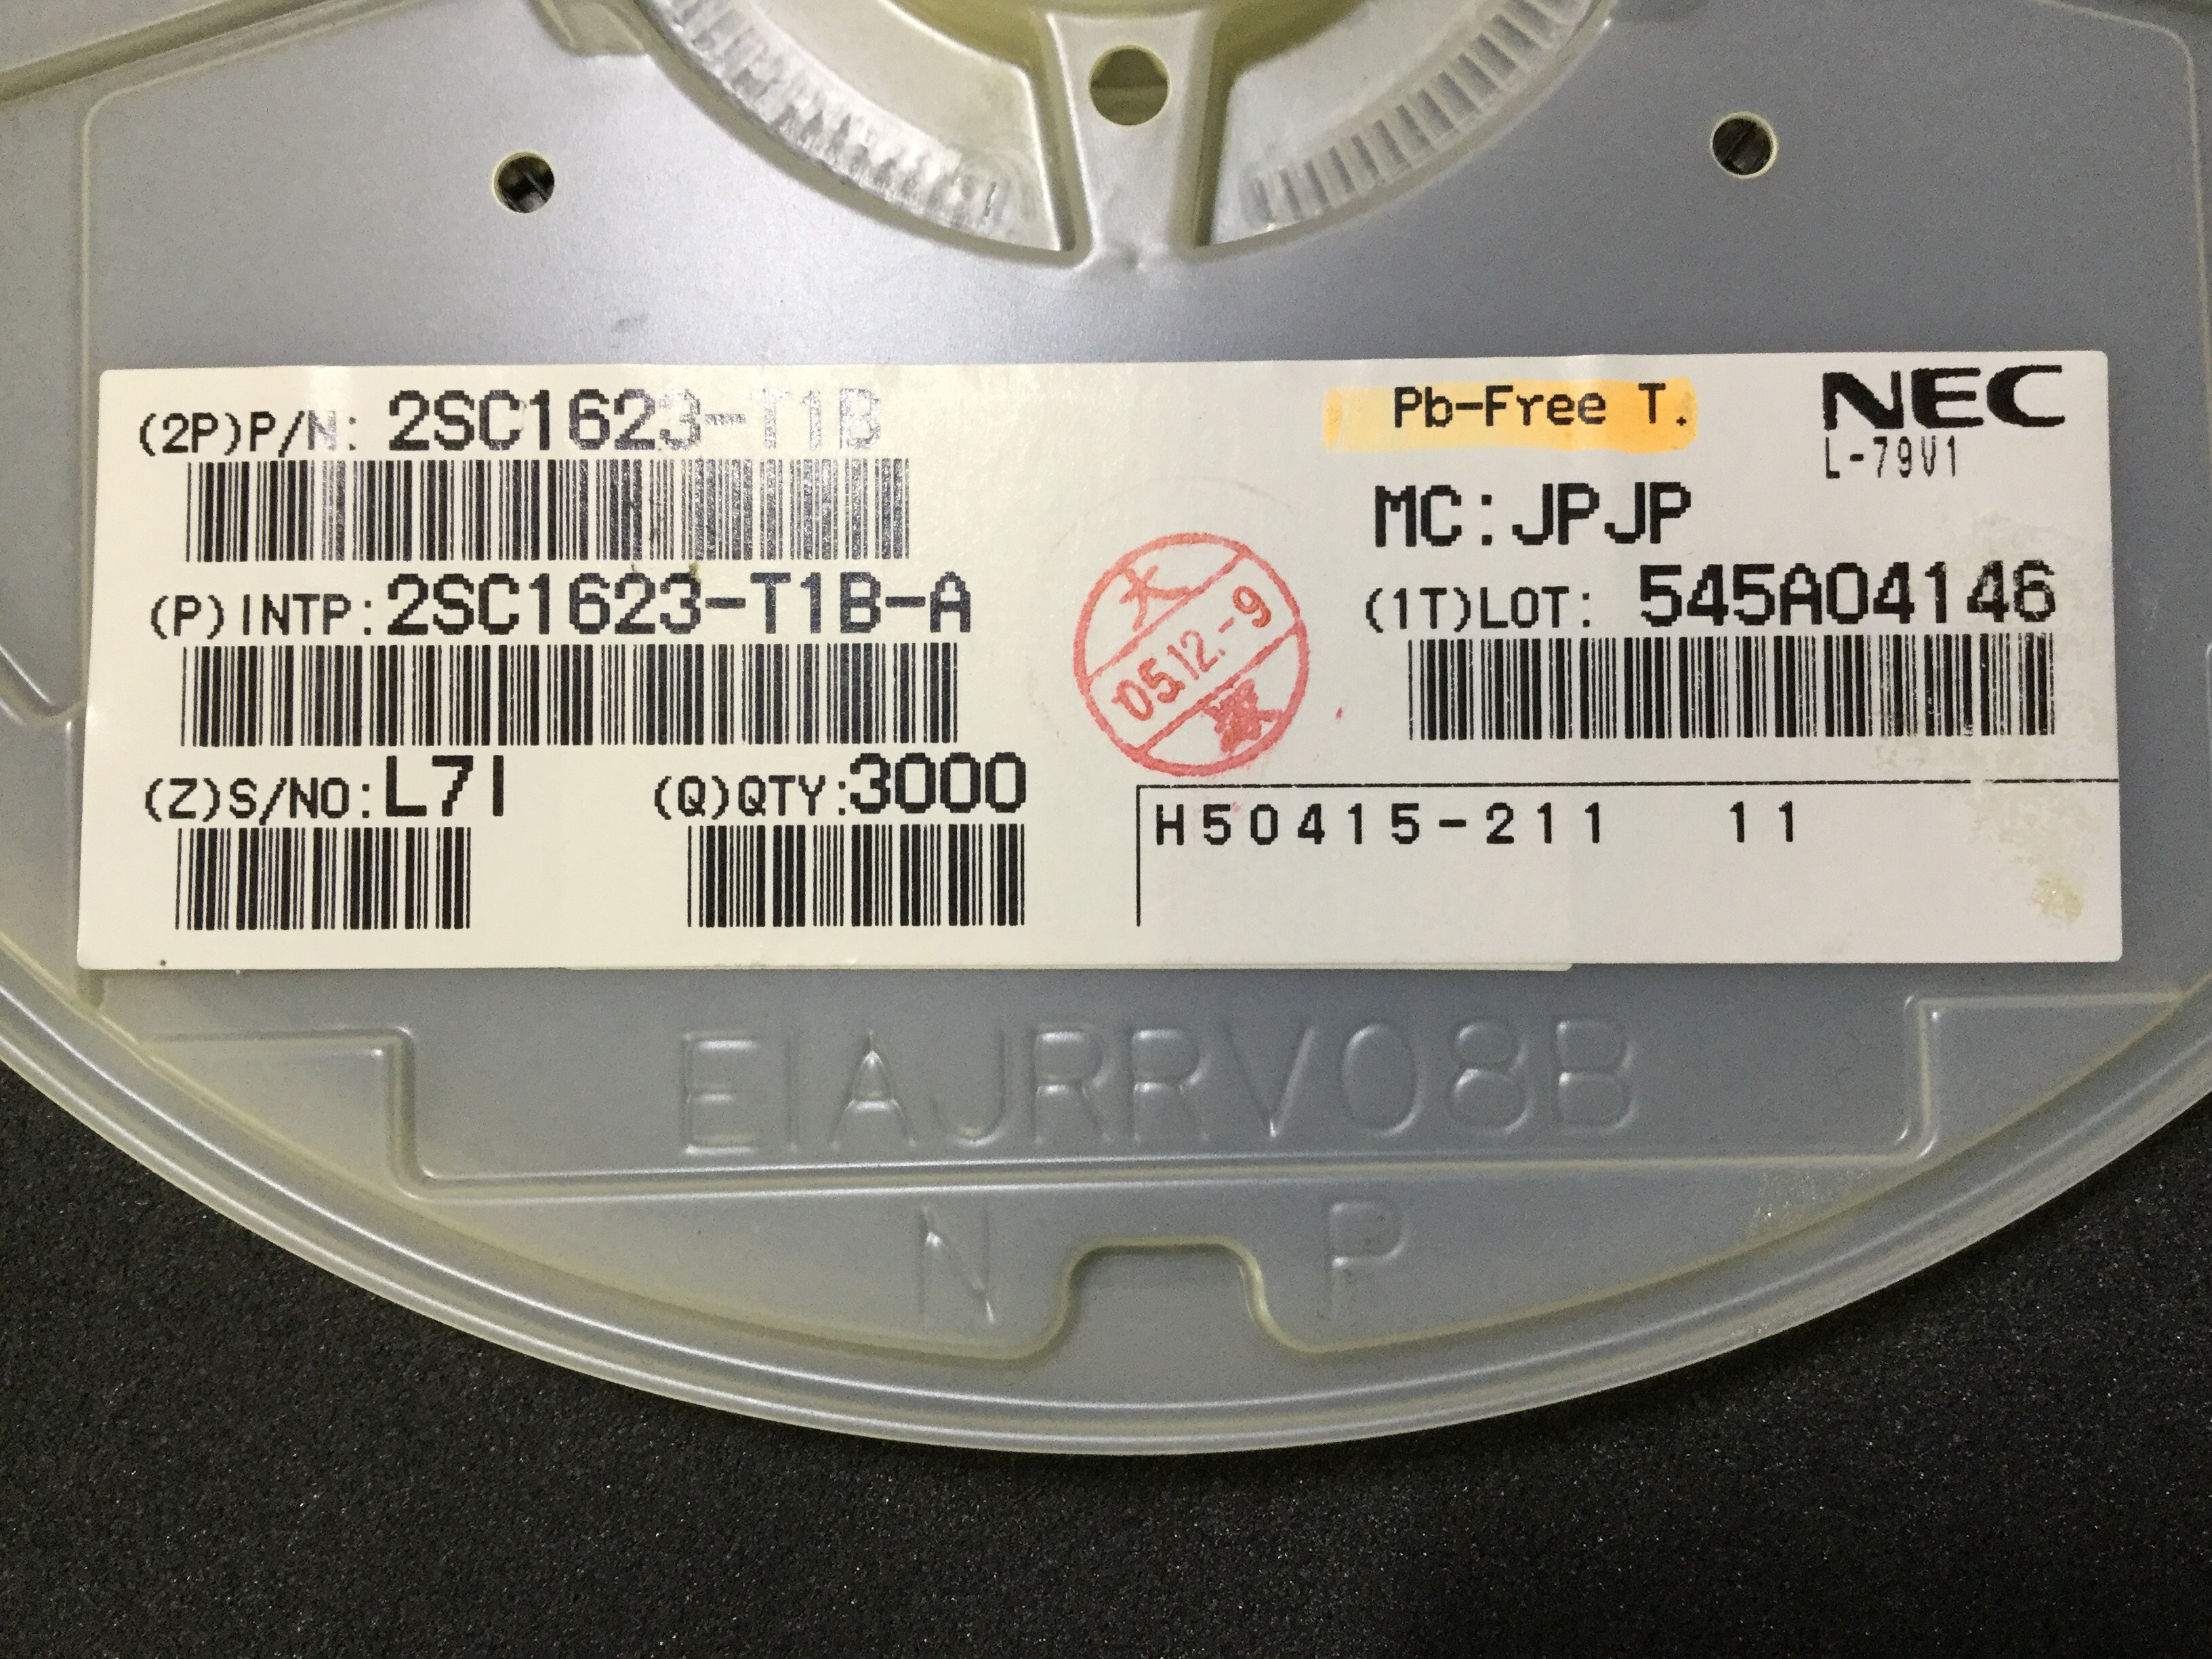 (2P)P/N: 2SC1623-T1B
Pb-Free T.
NEC
L-79V1
MC:JPJP
(P)INTP:2SC1623-T1B-A
(1T)LOT: 545A04146
大
'05.12.-9
(Z)S/NO:L7I
(Q)QTY:3000
H50415-211 11
EIAJRRV08B
N P